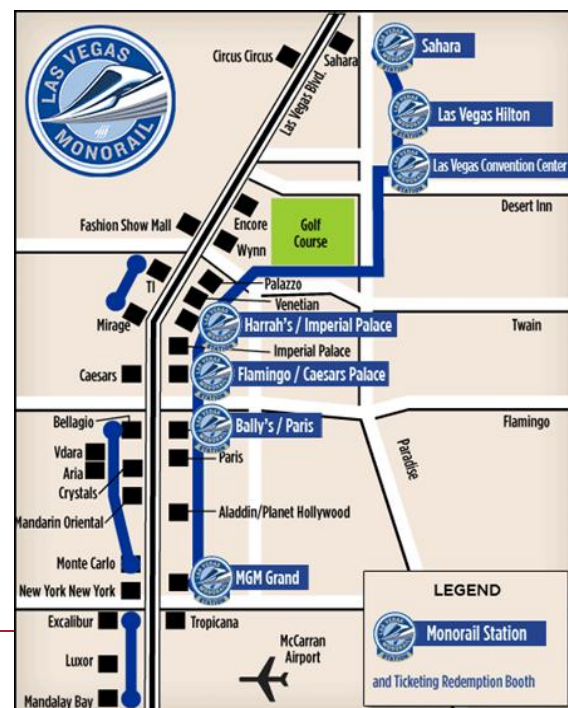 LAS VEGAS
MONORAIL
Circus Circus
Sahara
Las Vegas Blvd.
Sahara
Las Vegas Hilton
Las Vegas Convention Center
Desert Inn
Fashion Show Mall
Encore
Wynn
Golf
Course
TI
Mirage
Palazzo
Venetian
Harrah's / Imperial Palace
Twain
Imperial Palace
Caesars
Flamingo / Caesars Palace
Bellagio
Bally's / Paris
Flamingo
Vdara
Aria
Crystals
Mandarin Oriental
Paris
Paradise
Aladdin/Planet Hollywood
Monte Carlo
New York New York
MGM Grand
Excalibur
Tropicana
Luxor
Mandalay Bay
McCarran
Airport
LEGEND
Monorail Station
and Ticketing Redemption Booth